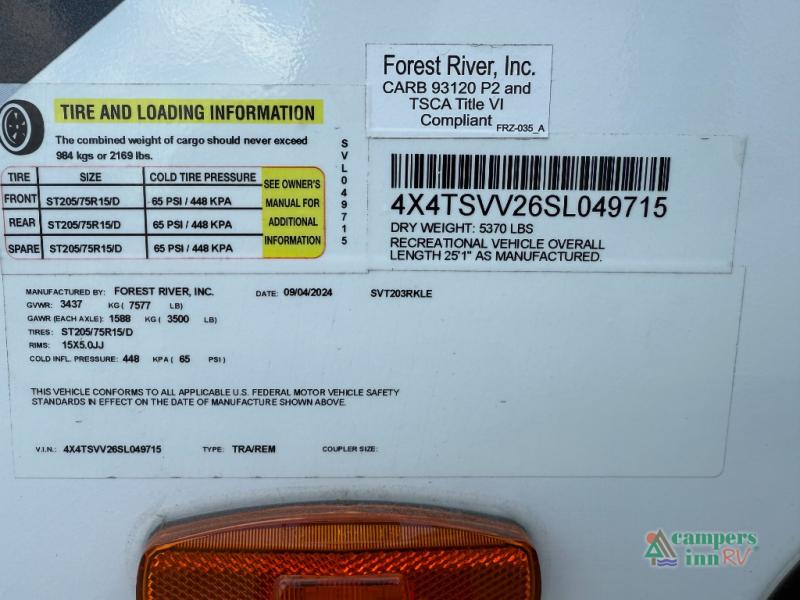 Forest River, Inc.
CARB 93120 P2 and
TSCA Title VI
Compliant
FRZ-035_A
TIRE AND LOADING INFORMATION
The combined weight of cargo should never exceed
984 kgs or 2169 lbs.
TIRE SIZE COLD TIRE PRESSURE
FRONT ST205/75R15/D 65 PSI / 448 KPA
REAR ST205/75R15/D 65 PSI / 448 KPA
SPARE ST205/75R15/D 65 PSI / 448 KPA
SEE OWNER'S
MANUAL FOR
ADDITIONAL
INFORMATION
SVL049715
4X4TSVV26SL049715
DRY WEIGHT: 5370 LBS
RECREATIONAL VEHICLE OVERALL
LENGTH 25'1" AS MANUFACTURED.
MANUFACTURED BY: FOREST RIVER, INC. DATE: 09/04/2024 SVT203RKLE
GVWR: 3437 KG ( 7577 LB)
GAWR (EACH AXLE): 1588 KG ( 3500 LB)
TIRES: ST205/75R15/D
RIMS: 15X5.0JJ
COLD INFL. PRESSURE: 448 KPA ( 65 PSI )
THIS VEHICLE CONFORMS TO ALL APPLICABLE U.S. FEDERAL MOTOR VEHICLE SAFETY
STANDARDS IN EFFECT ON THE DATE OF MANUFACTURE SHOWN ABOVE.
V.I.N.: 4X4TSVV26SL049715 TYPE: TRA/REM COUPLER SIZE:
campers
inn RV